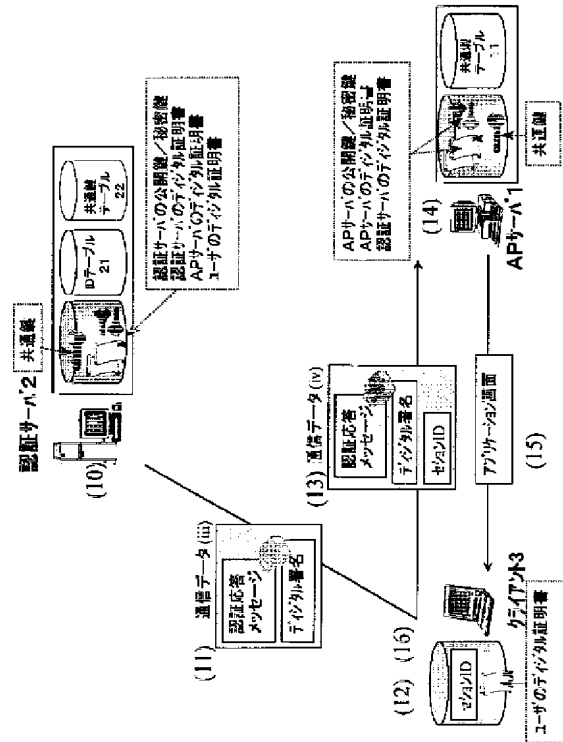 認証サーバ2
共通鍵
IDテーブル
21
共通鍵
テーブル
22
認証サーバの公開鍵/秘密鍵
認証サーバのディジタル証明書
APサーバのディジタル証明書
ユーザのディジタル証明書
(10)
(11)
通信データ(iii)
認証応答
メッセージ
ディジタル署名
(12)
(16)
セションID
クライアント3
ユーザのディジタル証明書
(13)
通信データ(iv)
認証応答
メッセージ
ディジタル署名
セションID
アプリケーション画面
(15)
(14)
APサーバ1
APサーバの公開鍵/秘密鍵
APサーバのディジタル証明書
認証サーバのディジタル証明書
共通鍵
テーブル
11
共通鍵